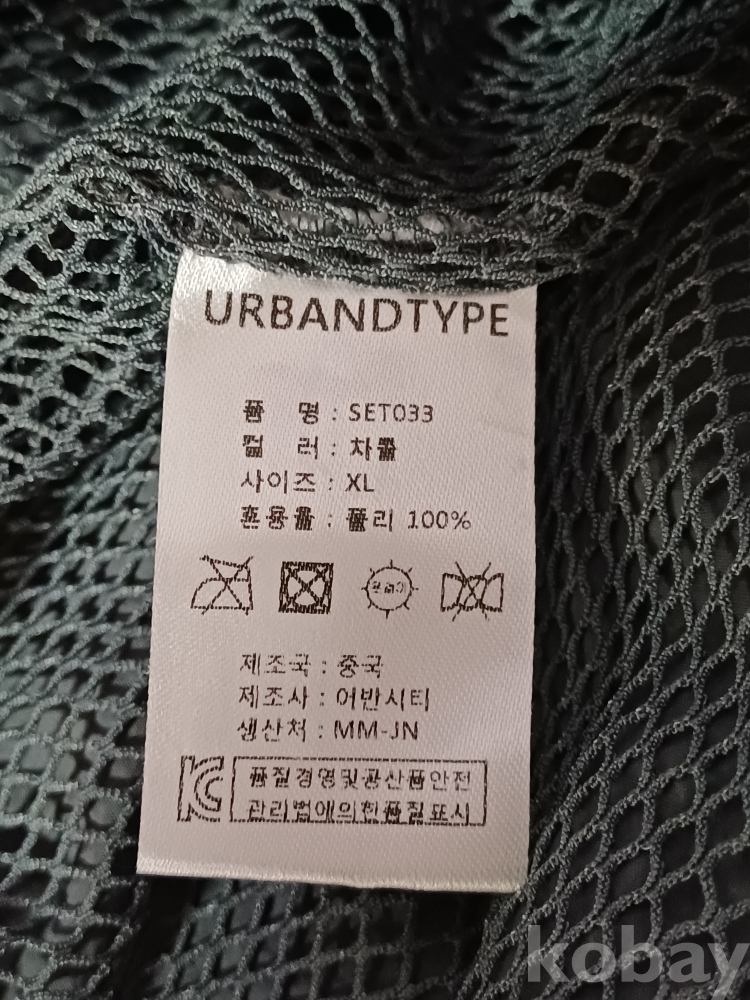 URBANDTYPE
품 명 : SET033
컬 러 : 차콜
사이즈 : XL
혼용률 : 폴리 100%
제조국 : 중국
제조사 : 어반시티
생산처 : MM-JN
품질경영및공산품안전
관리법에의한품질표시
kobay